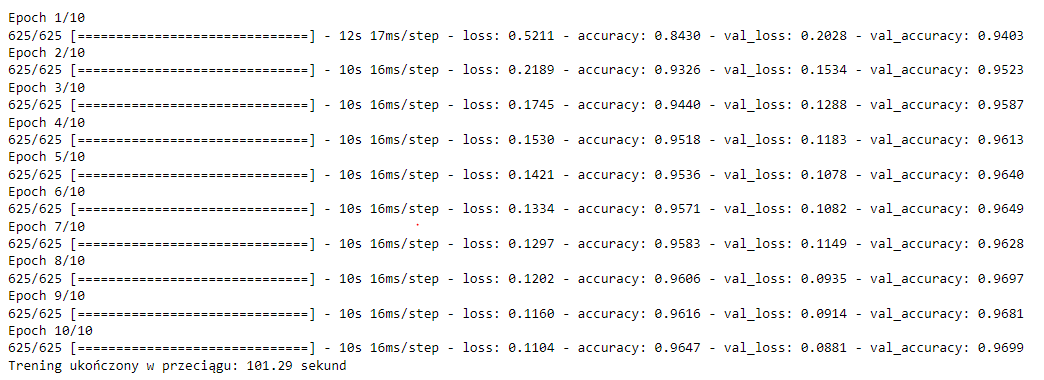 Epoch 1/10
625/625 [==============================] - 12s 17ms/step - loss: 0.5211 - accuracy: 0.8430 - val_loss: 0.2028 - val_accuracy: 0.9403
Epoch 2/10
625/625 [==============================] - 10s 16ms/step - loss: 0.2189 - accuracy: 0.9326 - val_loss: 0.1534 - val_accuracy: 0.9523
Epoch 3/10
625/625 [==============================] - 10s 16ms/step - loss: 0.1745 - accuracy: 0.9440 - val_loss: 0.1288 - val_accuracy: 0.9587
Epoch 4/10
625/625 [==============================] - 10s 16ms/step - loss: 0.1530 - accuracy: 0.9518 - val_loss: 0.1183 - val_accuracy: 0.9613
Epoch 5/10
625/625 [==============================] - 10s 16ms/step - loss: 0.1421 - accuracy: 0.9536 - val_loss: 0.1078 - val_accuracy: 0.9640
Epoch 6/10
625/625 [==============================] - 10s 16ms/step - loss: 0.1334 - accuracy: 0.9571 - val_loss: 0.1082 - val_accuracy: 0.9649
Epoch 7/10
625/625 [==============================] - 10s 16ms/step - loss: 0.1297 - accuracy: 0.9583 - val_loss: 0.1149 - val_accuracy: 0.9628
Epoch 8/10
625/625 [==============================] - 10s 16ms/step - loss: 0.1202 - accuracy: 0.9606 - val_loss: 0.0935 - val_accuracy: 0.9697
Epoch 9/10
625/625 [==============================] - 10s 16ms/step - loss: 0.1160 - accuracy: 0.9616 - val_loss: 0.0914 - val_accuracy: 0.9681
Epoch 10/10
625/625 [==============================] - 10s 16ms/step - loss: 0.1104 - accuracy: 0.9647 - val_loss: 0.0881 - val_accuracy: 0.9699
Trening ukończony w przeciągu: 101.29 sekund